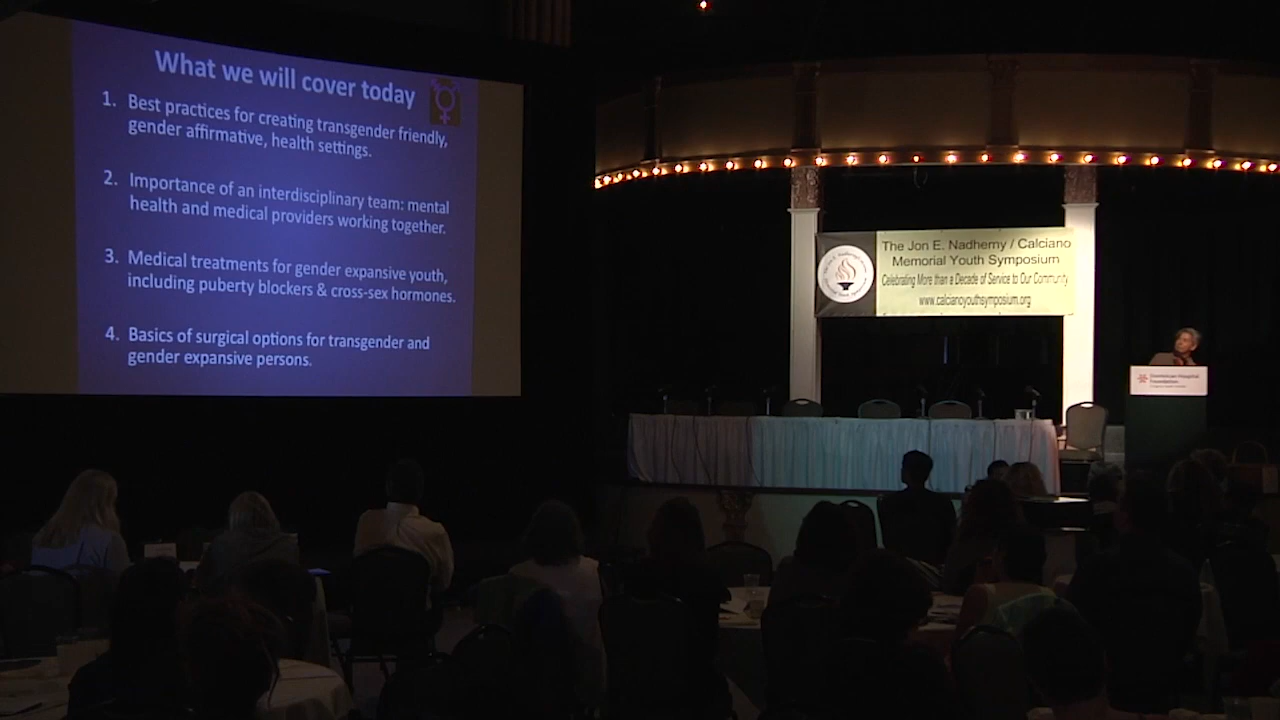 What we will cover today
1. Best practices for creating transgender friendly,
gender affirmative, health settings.
2. Importance of an interdisciplinary team: mental
health and medical providers working together.
3. Medical treatments for gender expansive youth,
including puberty blockers & cross-sex hormones.
4. Basics of surgical options for transgender and
gender expansive persons.
The Jon E. Nadherny / Calciano
Memorial Youth Symposium
Celebrating More than a Decade of Service to Our Community
www.calcianoyouthsymposium.org
Dominican Hospital
Foundation